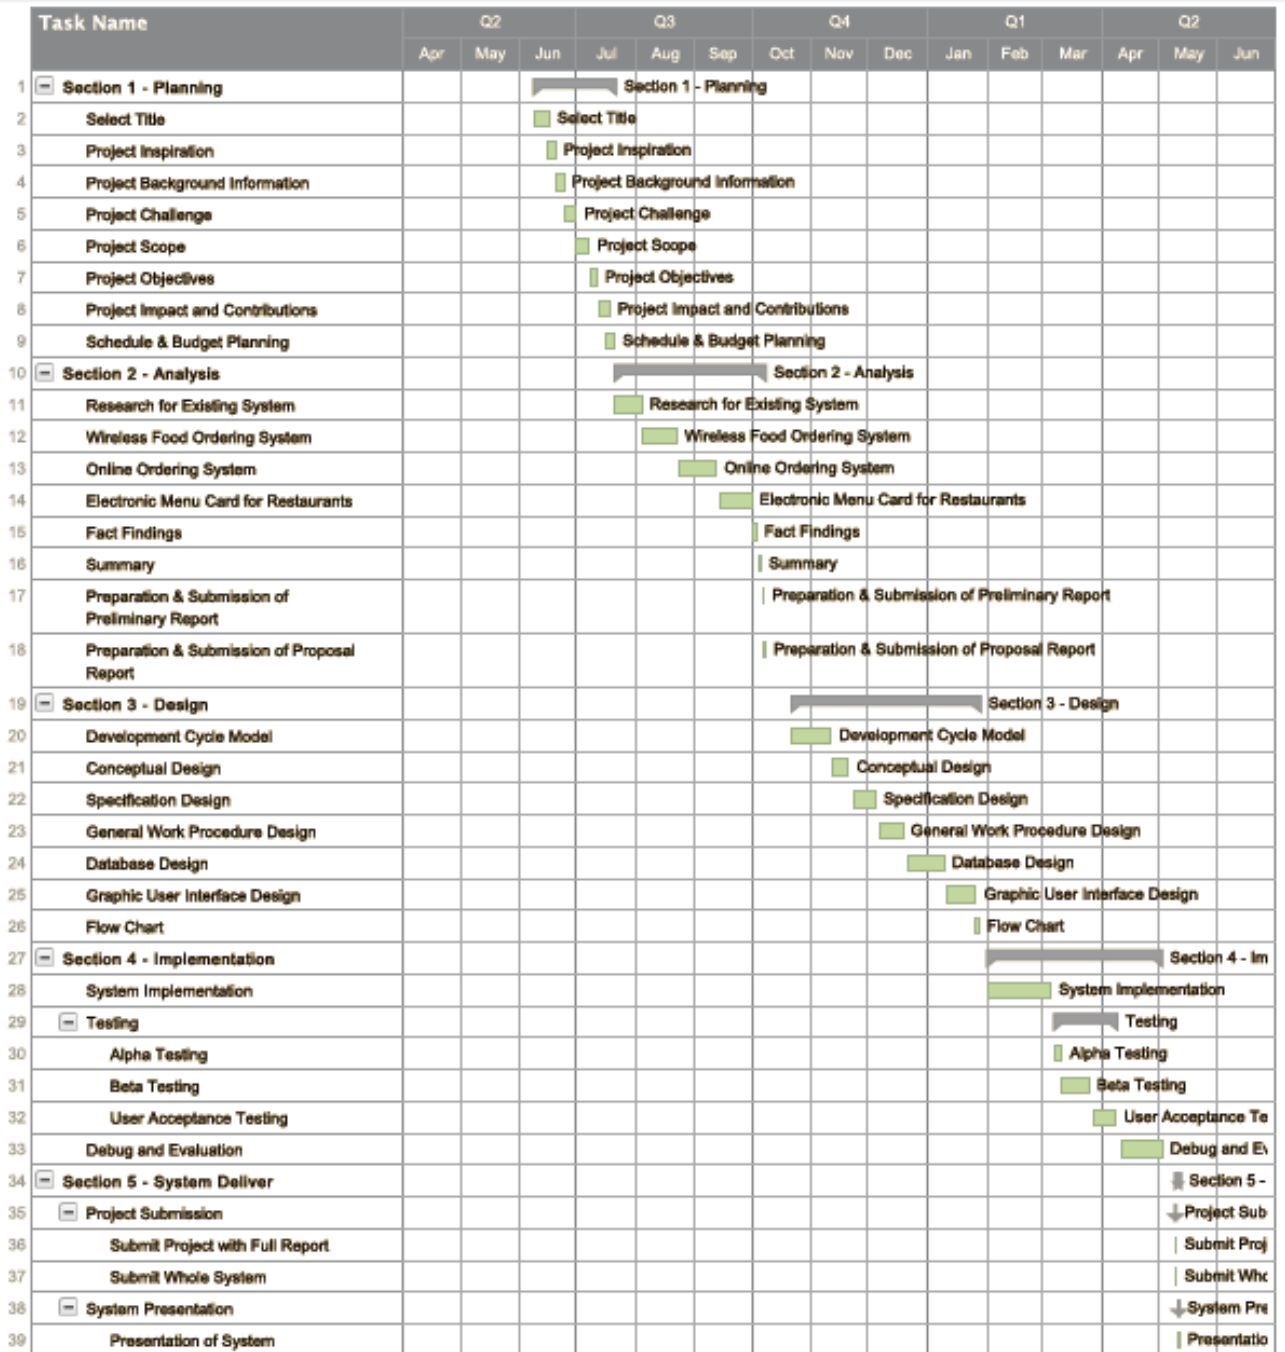 Task Name Q2 Q3 Q4 Q1 Q2
Apr May Jun Jul Aug Sep Oct Nov Dec Jan Feb Mar Apr May Jun
1 Section 1 - Planning Section 1 - Planning
2 Select Title Select Title
3 Project Inspiration Project Inspiration
4 Project Background Information Project Background Information
5 Project Challenge Project Challenge
6 Project Scope Project Scope
7 Project Objectives Project Objectives
8 Project Impact and Contributions Project Impact and Contributions
9 Schedule & Budget Planning Schedule & Budget Planning
10 Section 2 - Analysis Section 2 - Analysis
11 Research for Existing System Research for Existing System
12 Wireless Food Ordering System Wireless Food Ordering System
13 Online Ordering System Online Ordering System
14 Electronic Menu Card for Restaurants Electronic Menu Card for Restaurants
15 Fact Findings Fact Findings
16 Summary Summary
17 Preparation & Submission of Preparation & Submission of Preliminary Report
Preliminary Report
18 Preparation & Submission of Proposal Preparation & Submission of Proposal Report
Report
19 Section 3 - Design Section 3 - Design
20 Development Cycle Model Development Cycle Model
21 Conceptual Design Conceptual Design
22 Specification Design Specification Design
23 General Work Procedure Design General Work Procedure Design
24 Database Design Database Design
25 Graphic User Interface Design Graphic User Interface Design
26 Flow Chart Flow Chart
27 Section 4 - Implementation Section 4 - Im
28 System Implementation System Implementation
29 Testing Testing
30 Alpha Testing Alpha Testing
31 Beta Testing Beta Testing
32 User Acceptance Testing User Acceptance Te
33 Debug and Evaluation Debug and Ev
34 Section 5 - System Deliver Section 5 -
35 Project Submission Project Sub
36 Submit Project with Full Report Submit Proj
37 Submit Whole System Submit Who
38 System Presentation System Pre
39 Presentation of System Presentatio